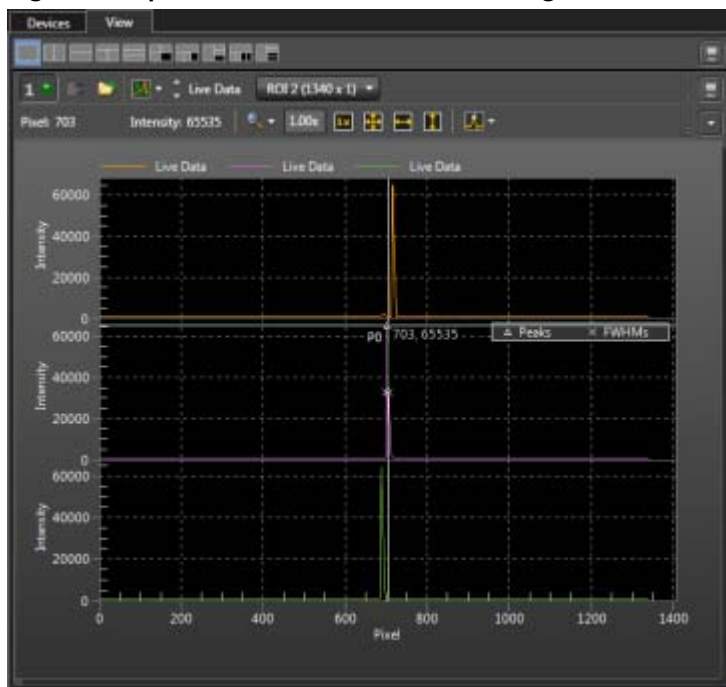 Devices View
1 Live Data ROI 2 (1340 x 1)
Pixel: 703 Intensity: 65535 1.00x
Live Data Live Data Live Data
60000
40000
20000
0
Intensity
P0 703, 65535 Peaks FWHMs
60000
40000
20000
0
Intensity
60000
40000
20000
0
Intensity
0 200 400 600 800 1000 1200 1400
Pixel